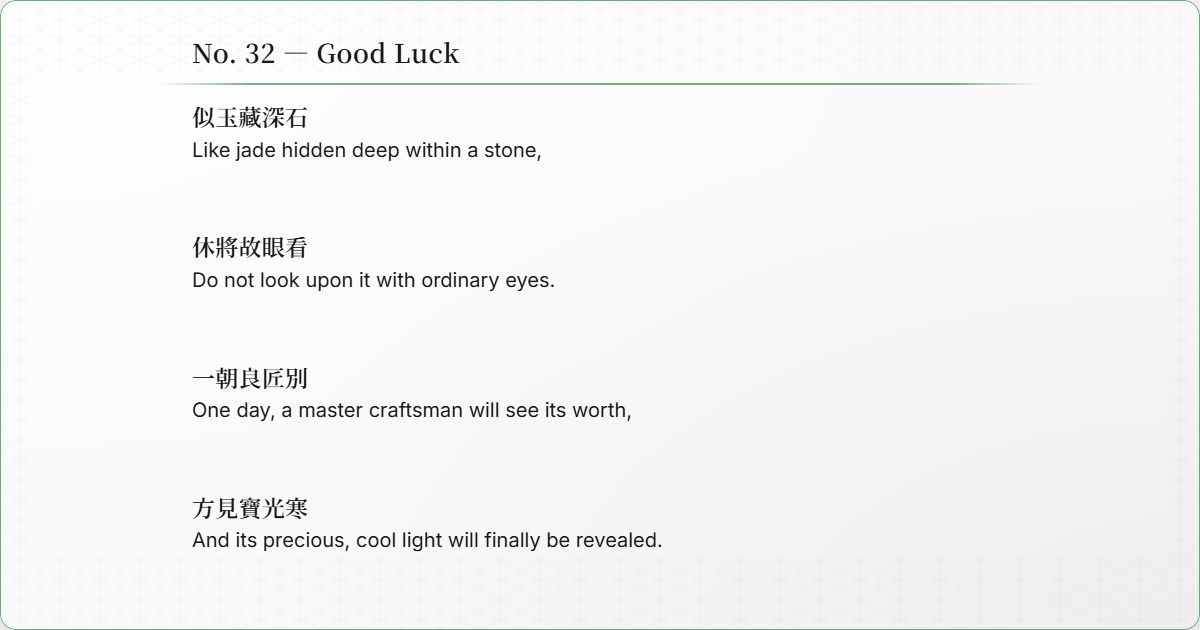 No. 32 — Good Luck
似玉藏深石
Like jade hidden deep within a stone,
休將故眼看
Do not look upon it with ordinary eyes.
一朝良匠別
One day, a master craftsman will see its worth,
方見寶光寒
And its precious, cool light will finally be revealed.